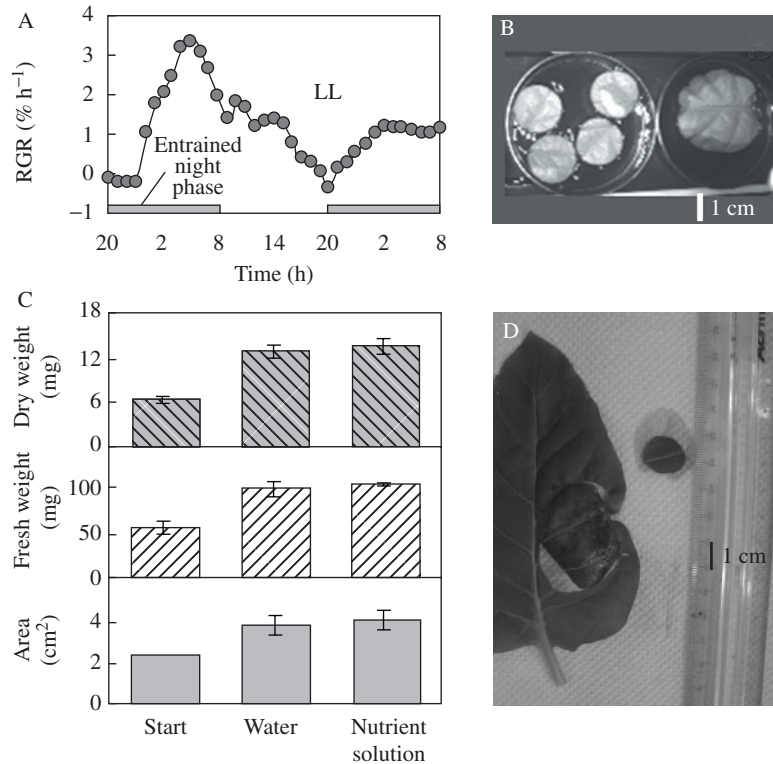 A
4
3
2
1
0
−1
RGR (% h⁻¹)
LL
Entrained
night
phase
20 2 8 14 20 2 8
Time (h)
B
1 cm
C
18
12
6
0
Dry weight
(mg)
100
50
0
Fresh weight
(mg)
4
2
0
Area
(cm²)
Start Water Nutrient
solution
D
1 cm